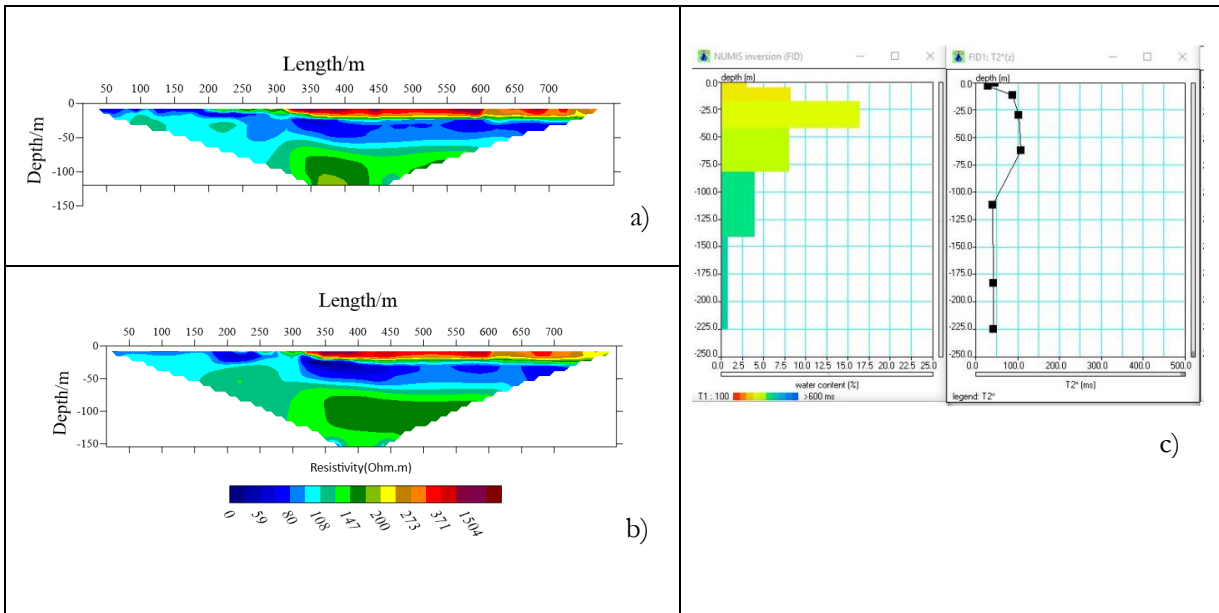 Length/m
50 100 150 200 250 300 350 400 450 500 550 600 650 700
0
-50
-100
-150
Depth/m
a)
Length/m
50 100 150 200 250 300 350 400 450 500 550 600 650 700
0
-50
-100
-150
Depth/m
Resistivity(Ohm.m)
0 59 80 108 147 200 273 371 1504
b)
NUMIS inversion (FID)
depth (m)
0.0
-25.0
-50.0
-75.0
-100.0
-125.0
-150.0
-175.0
-200.0
-225.0
-250.0
0.0 2.5 5.0 7.5 10.0 12.5 15.0 17.5 20.0 22.5 25.0
water content (%)
T1 : 100 >600 ms
FID1: T2*(z)
depth (m)
0.0
-25.0
-50.0
-75.0
-100.0
-125.0
-150.0
-175.0
-200.0
-225.0
-250.0
0.0 100.0 200.0 300.0 400.0 500.0
T2* (ms)
legend: T2*
c)